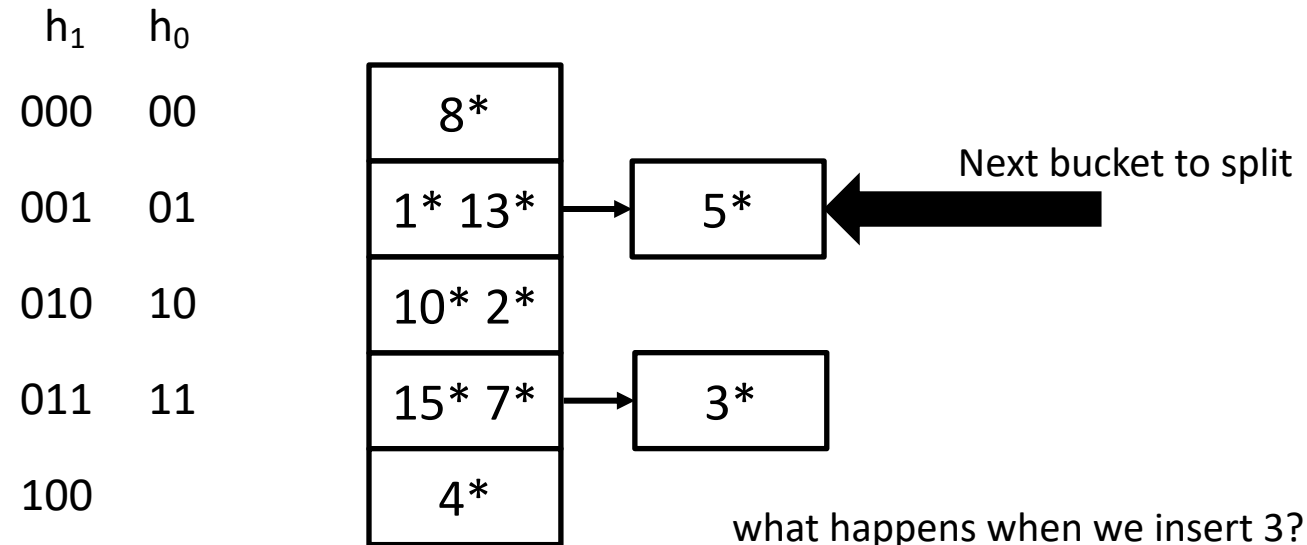 h₁ h₀
000 00 8*
Next bucket to split
001 01 1* 13* 5*
010 10 10* 2*
011 11 15* 7* 3*
100 4*
what happens when we insert 3?